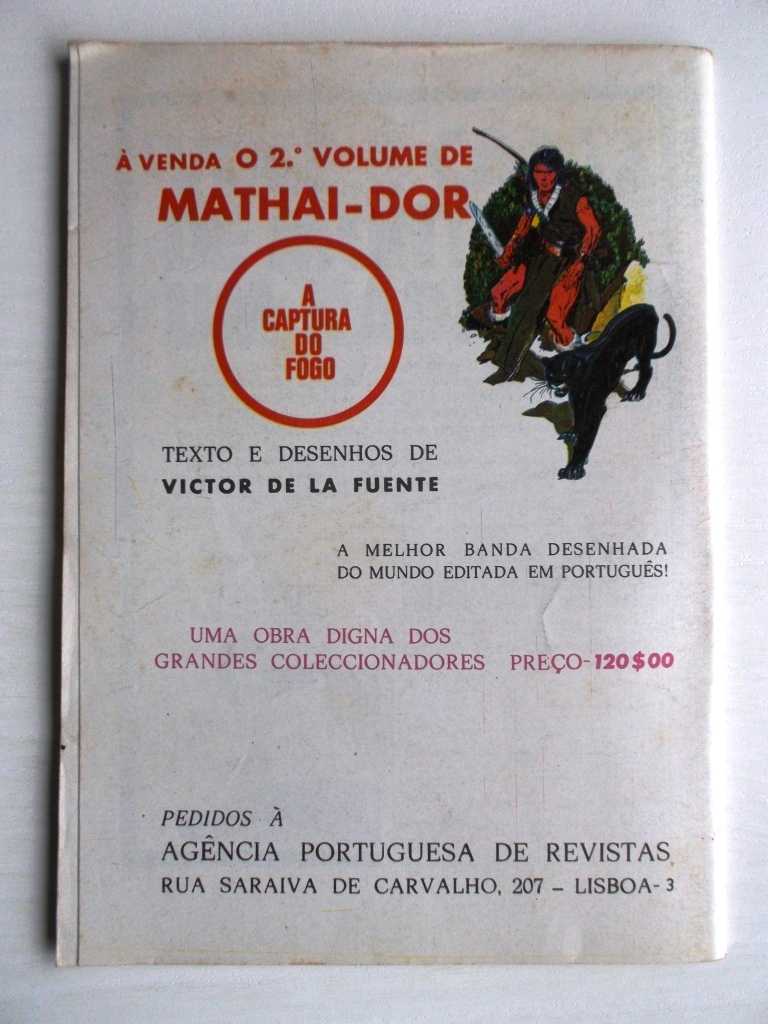 À VENDA O 2.º VOLUME DE
MATHAI-DOR
A
CAPTURA
DO
FOGO
TEXTO E DESENHOS DE
VICTOR DE LA FUENTE
A MELHOR BANDA DESENHADA
DO MUNDO EDITADA EM PORTUGUÊS!
UMA OBRA DIGNA DOS
GRANDES COLECCIONADORES PREÇO-120$00
PEDIDOS À
AGÊNCIA PORTUGUESA DE REVISTAS
RUA SARAIVA DE CARVALHO, 207 – LISBOA-3